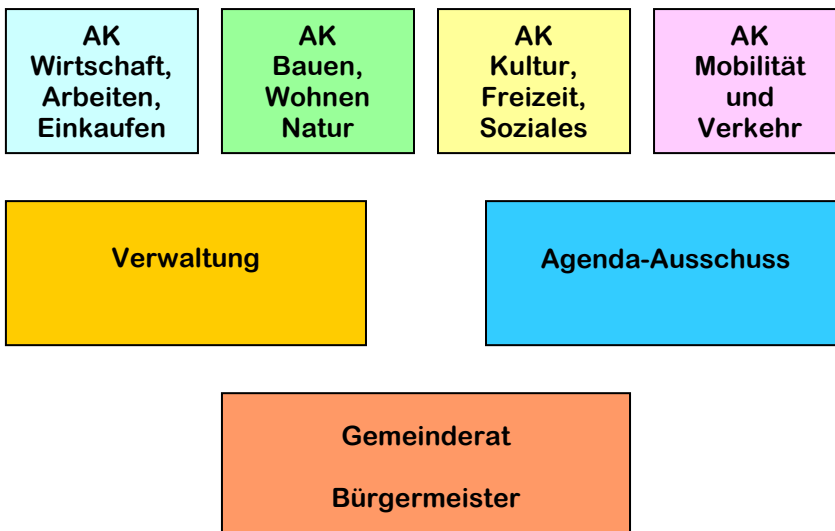 AK
Wirtschaft,
Arbeiten,
Einkaufen
AK
Bauen,
Wohnen
Natur
AK
Kultur,
Freizeit,
Soziales
AK
Mobilität
und
Verkehr
Verwaltung
Agenda-Ausschuss
Gemeinderat
Bürgermeister